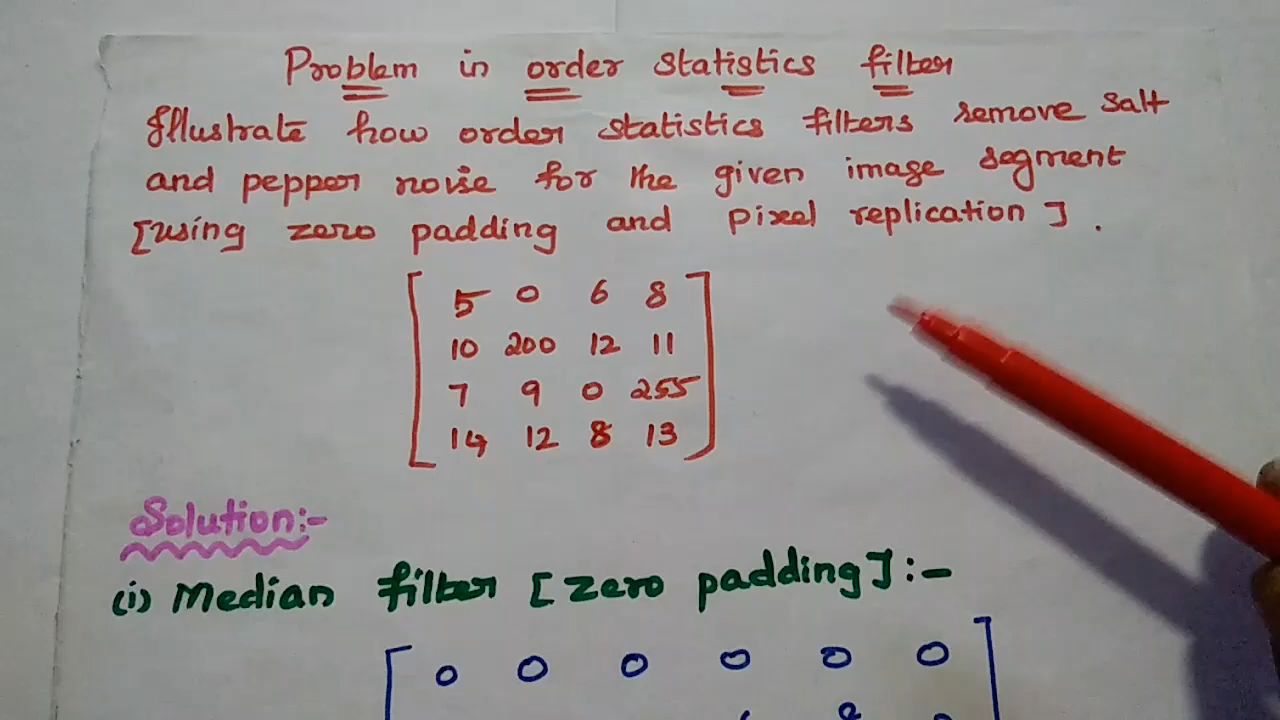 Problem in order statistics filter
Illustrate how order statistics filters remove salt
and pepper noise for the given image segment
[using zero padding and pixel replication].
5 0 6 8
10 200 12 11
7 9 0 255
14 12 8 13
Solution:-
(i) Median filter [zero padding]:-
0 0 0 0 0 0